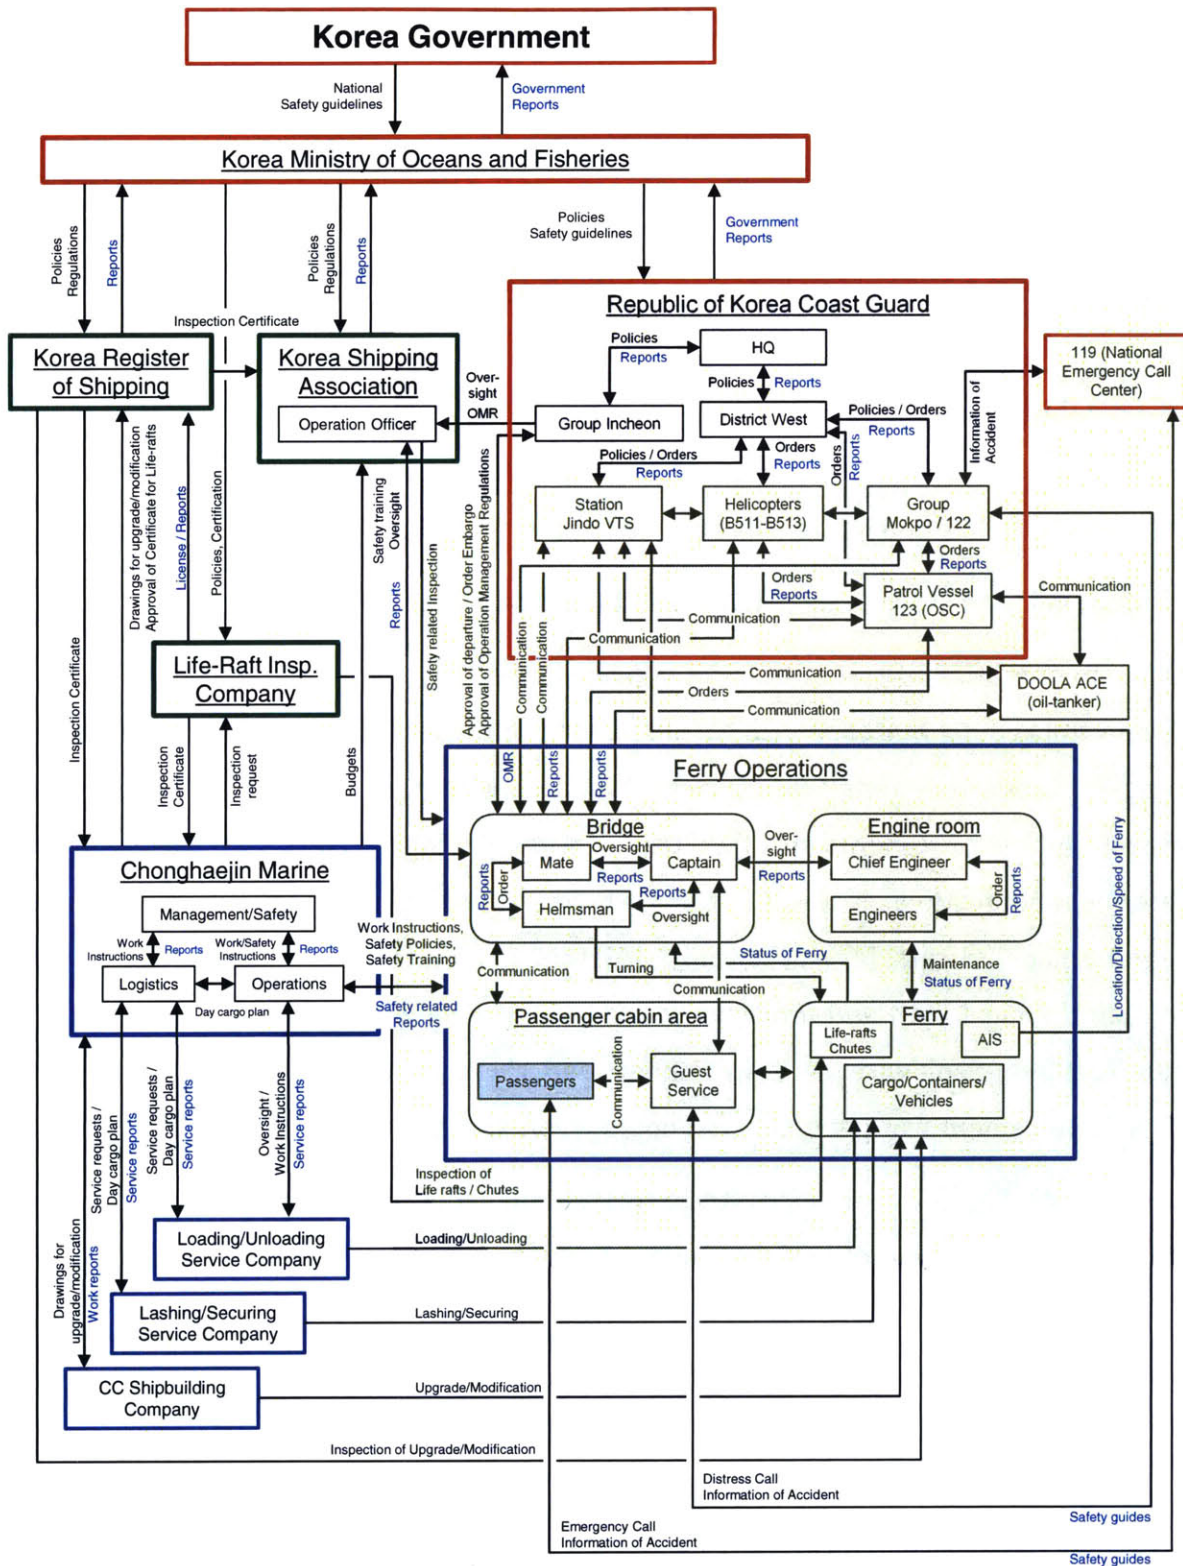 Korea Government
National
Safety guidelines
Government
Reports
Korea Ministry of Oceans and Fisheries
Policies
Regulations
Reports
Policies
Regulations
Reports
Policies
Safety guidelines
Government
Reports
Inspection Certificate
Korea Register
of Shipping
Korea Shipping
Association
Operation Officer
Over-
sight
OMR
Republic of Korea Coast Guard
HQ
Policies
Reports
Policies
Reports
Group Incheon
District West
Policies / Orders
Reports
Policies / Orders
Reports
Orders
Reports
Orders
Reports
Station
Jindo VTS
Helicopters
(B511-B513)
Group
Mokpo / 122
Orders
Reports
Orders
Reports
Patrol Vessel
123 (OSC)
Communication
Communication
119 (National
Emergency Call
Center)
Information of
Accident
Communication
Communication
Orders
Communication
DOOLA ACE
(oil-tanker)
Drawings for upgrade/modification
Approval of Certificate for Life-rafts
License / Reports
Policies, Certification
Safety training
Oversight
Reports
Safety related Inspection
Approval of departure / Order Embargo
Approval of Operation Management Regulations
Communication
Communication
OMR
Reports
Reports
Life-Raft Insp.
Company
Inspection Certificate
Inspection
Certificate
Inspection
request
Budgets
Chonghaejin Marine
Management/Safety
Work
Instructions
Reports
Work/Safety
Instructions
Reports
Logistics
Operations
Day cargo plan
Work Instructions,
Safety Policies,
Safety Training
Safety related
Reports
Ferry Operations
Bridge
Mate
Oversight
Reports
Captain
Reports
Order
Helmsman
Reports
Oversight
Over-
sight
Reports
Engine room
Chief Engineer
Order
Reports
Engineers
Communication
Turning
Status of Ferry
Communication
Maintenance
Status of Ferry
Location/Direction/Speed of Ferry
Passenger cabin area
Passengers
Communication
Guest
Service
Ferry
Life-rafts
Chutes
AIS
Cargo/Containers/
Vehicles
Drawings for
upgrade/modification
Work reports
Service requests /
Day cargo plan
Service reports
Service requests /
Day cargo plan
Service reports
Oversight /
Work Instructions
Service reports
Inspection of
Life rafts / Chutes
Loading/Unloading
Service Company
Loading/Unloading
Lashing/Securing
Service Company
Lashing/Securing
CC Shipbuilding
Company
Upgrade/Modification
Inspection of Upgrade/Modification
Distress Call
Information of Accident
Safety guides
Emergency Call
Information of Accident
Safety guides